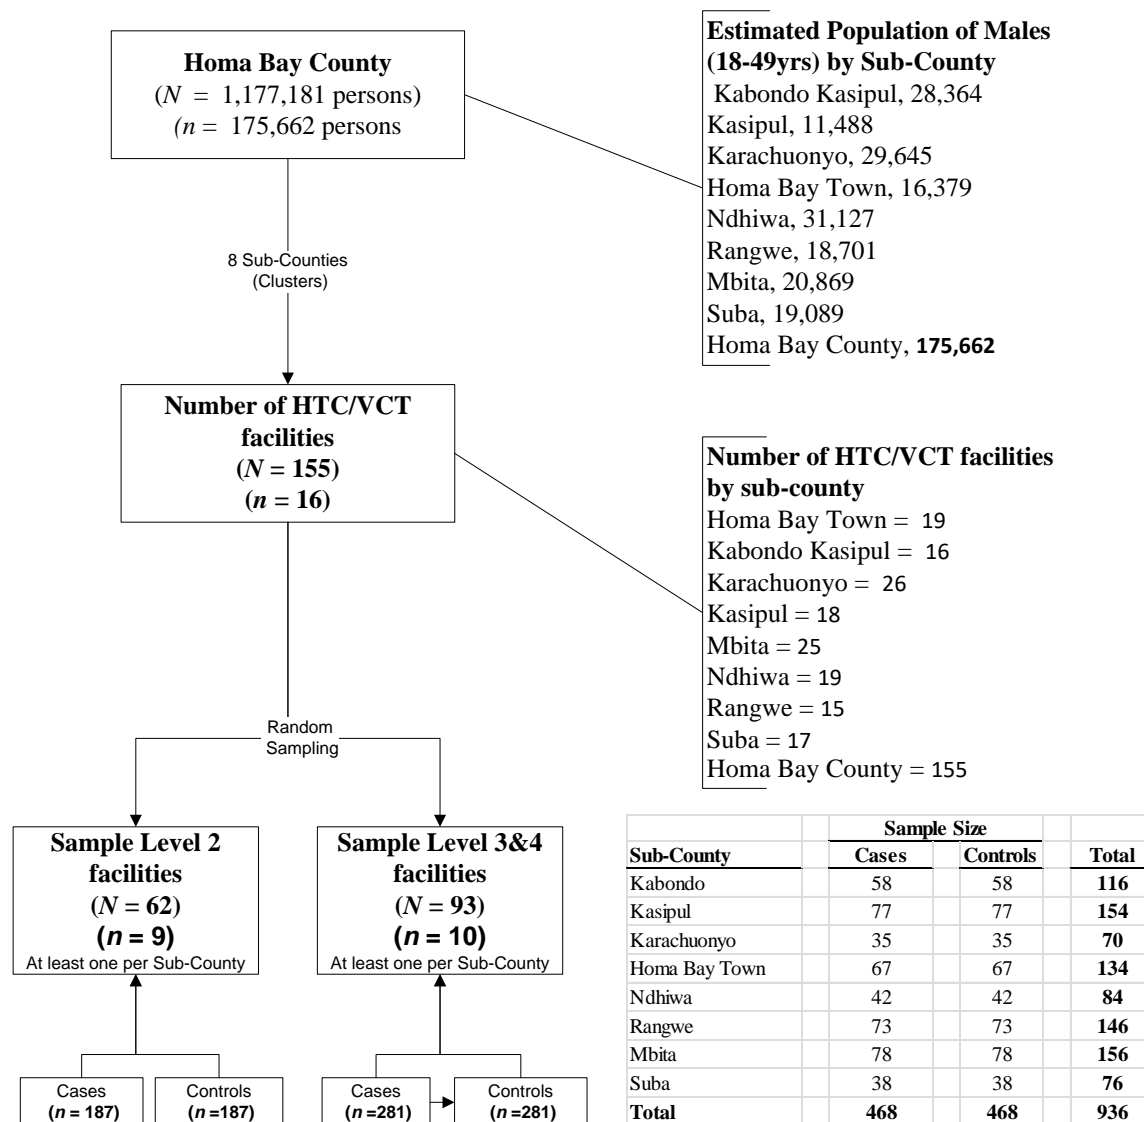 Homa Bay County
(N = 1,177,181 persons)
(n = 175,662 persons
Estimated Population of Males
(18-49yrs) by Sub-County
Kabondo Kasipul, 28,364
Kasipul, 11,488
Karachuonyo, 29,645
Homa Bay Town, 16,379
Ndhiwa, 31,127
Rangwe, 18,701
Mbita, 20,869
Suba, 19,089
Homa Bay County, 175,662
8 Sub-Counties
(Clusters)
Number of HTC/VCT
facilities
(N = 155)
(n = 16)
Number of HTC/VCT facilities
by sub-county
Homa Bay Town = 19
Kabondo Kasipul = 16
Karachuonyo = 26
Kasipul = 18
Mbita = 25
Ndhiwa = 19
Rangwe = 15
Suba = 17
Homa Bay County = 155
Random
Sampling
Sample Level 2
facilities
(N = 62)
(n = 9)
At least one per Sub-County
Sample Level 3&4
facilities
(N = 93)
(n = 10)
At least one per Sub-County
Cases
(n = 187)
Controls
(n =187)
Cases
(n =281)
Controls
(n =281)
Sample Size
Sub-County Cases Controls Total
Kabondo 58 58 116
Kasipul 77 77 154
Karachuonyo 35 35 70
Homa Bay Town 67 67 134
Ndhiwa 42 42 84
Rangwe 73 73 146
Mbita 78 78 156
Suba 38 38 76
Total 468 468 936